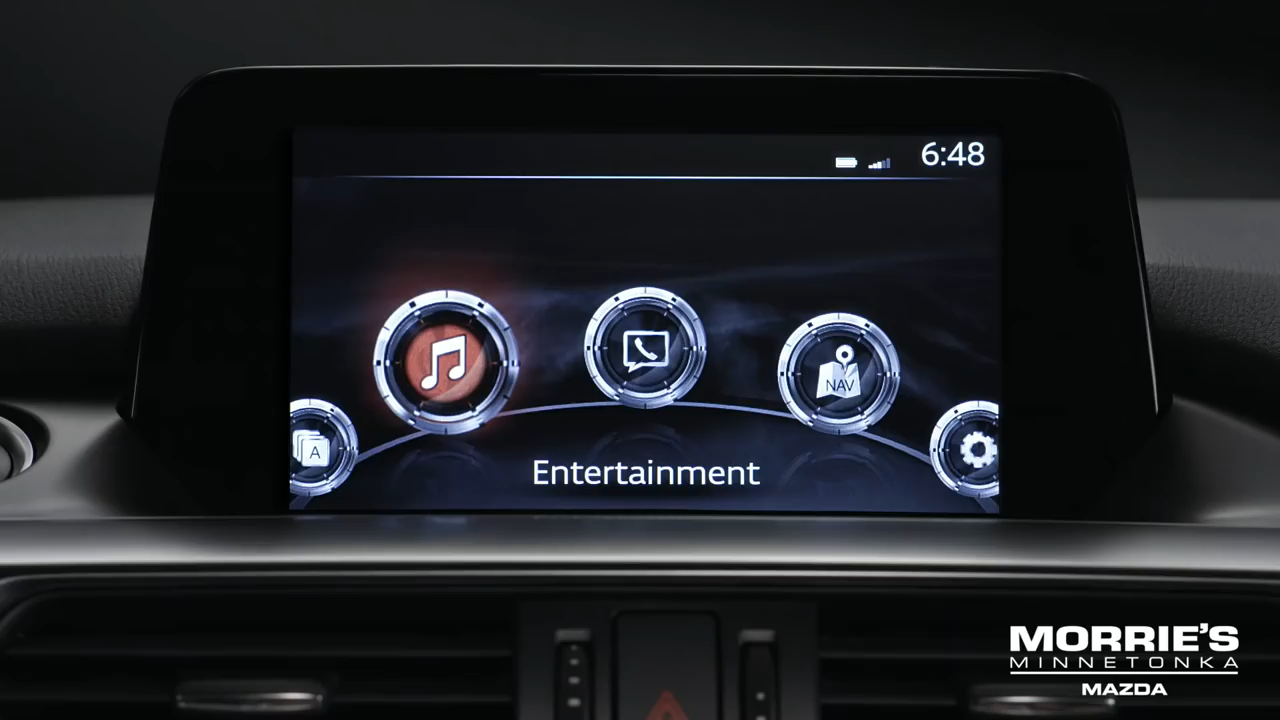 6:48
NAV
A
Entertainment
MORRIE'S
MINNETONKA
MAZDA